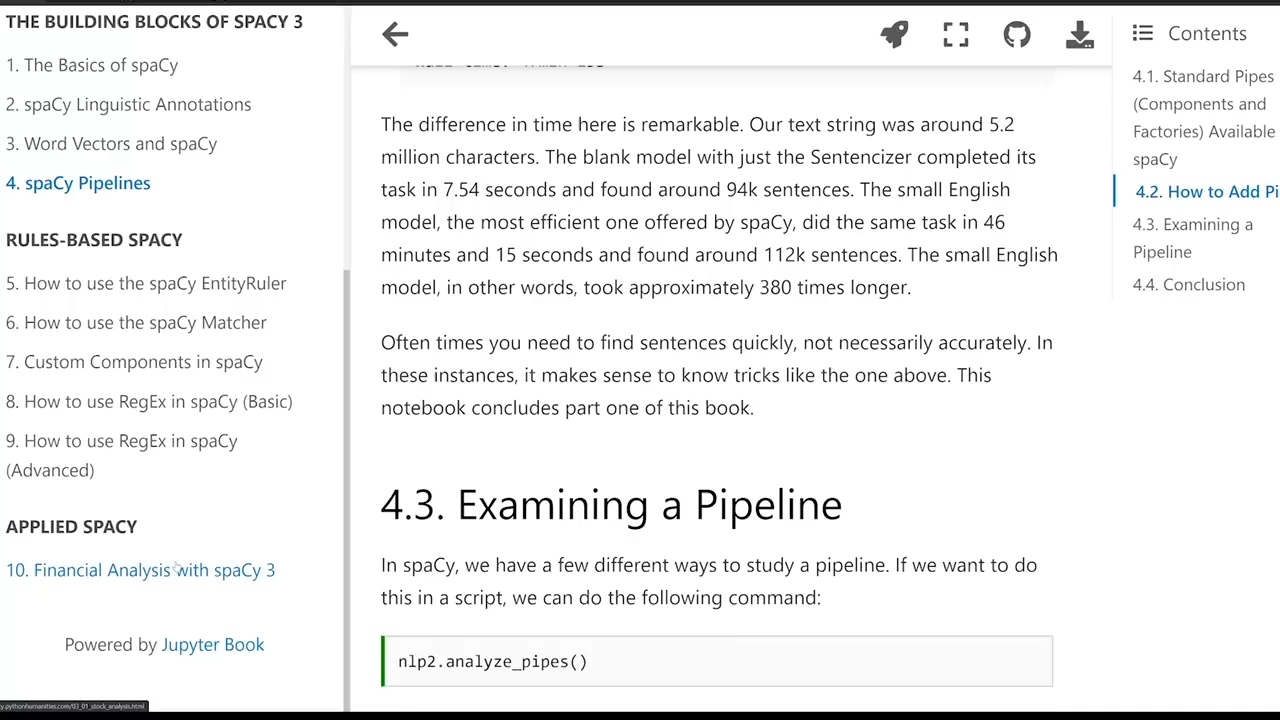 THE BUILDING BLOCKS OF SPACY 3
1. The Basics of spaCy
2. spaCy Linguistic Annotations
3. Word Vectors and spaCy
4. spaCy Pipelines
RULES-BASED SPACY
5. How to use the spaCy EntityRuler
6. How to use the spaCy Matcher
7. Custom Components in spaCy
8. How to use RegEx in spaCy (Basic)
9. How to use RegEx in spaCy
(Advanced)
APPLIED SPACY
10. Financial Analysis with spaCy 3
Powered by Jupyter Book
The difference in time here is remarkable. Our text string was around 5.2
million characters. The blank model with just the Sentencizer completed its
task in 7.54 seconds and found around 94k sentences. The small English
model, the most efficient one offered by spaCy, did the same task in 46
minutes and 15 seconds and found around 112k sentences. The small English
model, in other words, took approximately 380 times longer.
Often times you need to find sentences quickly, not necessarily accurately. In
these instances, it makes sense to know tricks like the one above. This
notebook concludes part one of this book.
4.3. Examining a Pipeline
In spaCy, we have a few different ways to study a pipeline. If we want to do
this in a script, we can do the following command:
nlp2.analyze_pipes()
Contents
4.1. Standard Pipes
(Components and
Factories) Available
spaCy
4.2. How to Add Pi
4.3. Examining a
Pipeline
4.4. Conclusion
cy.pythonhumanities.com/03_01_stock_analysis.html